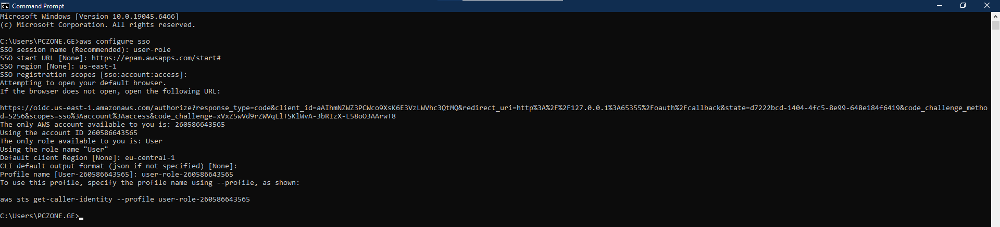 Command Prompt
Microsoft Windows [Version 10.0.19045.6466]
(c) Microsoft Corporation. All rights reserved.
C:\Users\PCZONE.GE>aws configure sso
SSO session name (Recommended): user-role
SSO start URL [None]: https://epam.awsapps.com/start#
SSO region [None]: us-east-1
SSO registration scopes [sso:account:access]:
Attempting to open your default browser.
If the browser does not open, open the following URL:
https://oidc.us-east-1.amazonaws.com/authorize?response_type=code&client_id=aAIhmNZWZ3PCWco9XsK6E3VzLWVhc3QtMQ&redirect_uri=http%3A%2F%2F127.0.0.1%3A65355%2Foauth%2Fcallback&state=d7222bcd-1404-4fc5-8e99-648e184f6419&code_challenge_metho
d=S256&scopes=sso%3Aaccount%3Aaccess&code_challenge=xVxZ5wVd9rZWVqLlTSKlWvA-3bRIzX-L58oO3AArwT8
The only AWS account available to you is: 260586643565
Using the account ID 260586643565
The only role available to you is: User
Using the role name "User"
Default client Region [None]: eu-central-1
CLI default output format (json if not specified) [None]:
Profile name [User-260586643565]: user-role-260586643565
To use this profile, specify the profile name using --profile, as shown:
aws sts get-caller-identity --profile user-role-260586643565
C:\Users\PCZONE.GE>